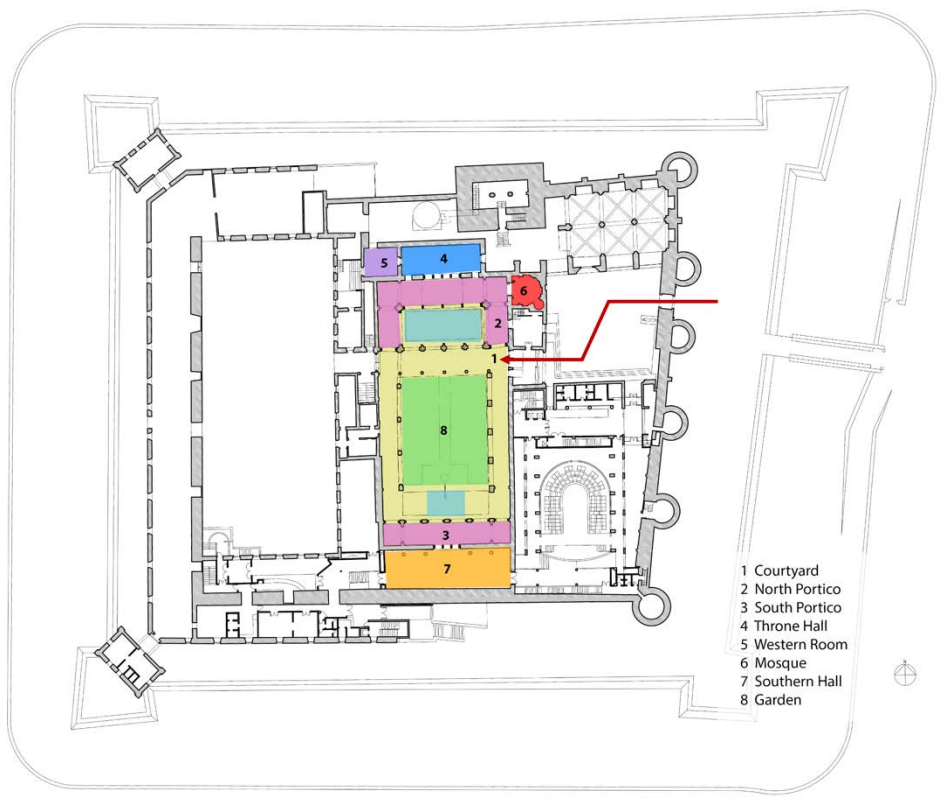 5
4
6
2
1
8
3
7
1 Courtyard
2 North Portico
3 South Portico
4 Throne Hall
5 Western Room
6 Mosque
7 Southern Hall
8 Garden